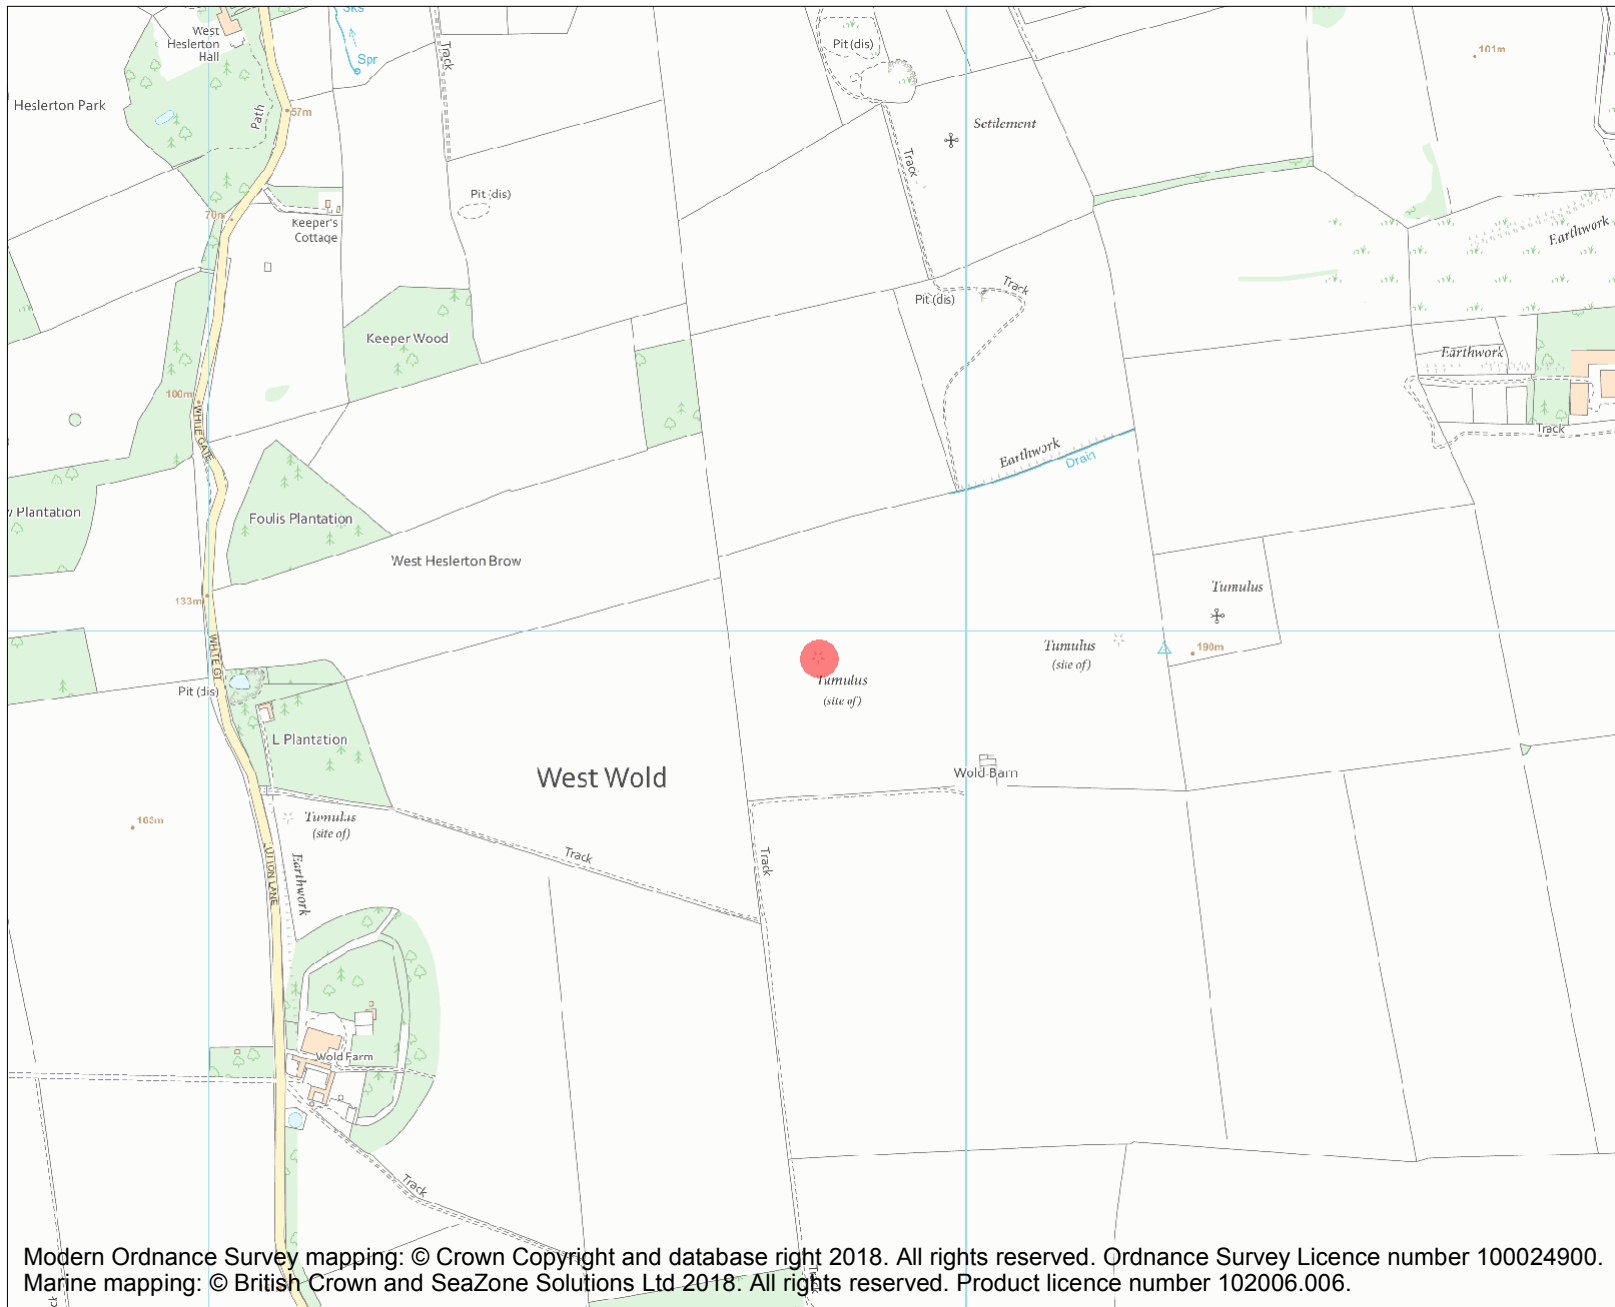 Sks
West
Heslerton
Hall
Spr
Track
Pit (dis)
101m
Heslerton Park
Path
57m
Settlement
Track
Pit (dis)
70m
Keeper's
Cottage
Earthwork
Track
Pit (dis)
Keeper Wood
Earthwork
100m
WHITE GATE
Track
Earthwork
Drain
Plantation
Foulis Plantation
West Heslerton Brow
Tumulus
133m
WHITE GT
Tumulus
(site of)
190m
Tumulus
(site of)
Pit (dis)
L Plantation
West Wold
Wold Barn
Tumulus
(site of)
163m
Track
Track
Earthwork
LUTTON LANE
Wold Farm
Track
Track
Modern Ordnance Survey mapping: © Crown Copyright and database right 2018. All rights reserved. Ordnance Survey Licence number 100024900.
Marine mapping: © British Crown and SeaZone Solutions Ltd 2018. All rights reserved. Product licence number 102006.006.